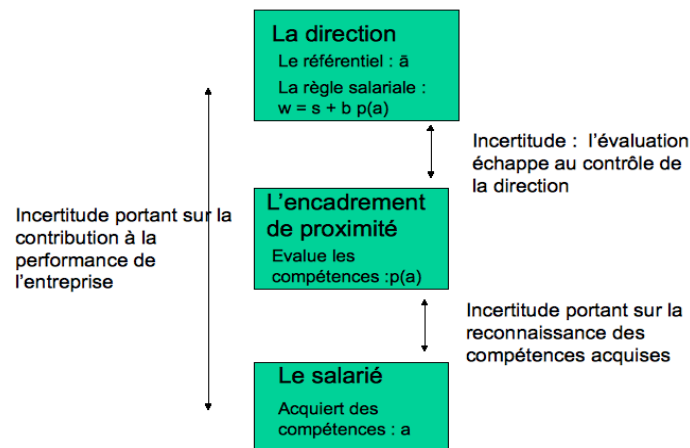 La direction
Le référentiel : ā
La règle salariale :
w = s + b p(a)
Incertitude : l'évaluation
échappe au contrôle de
la direction
L'encadrement
de proximité
Evalue les
compétences :p(a)
Incertitude portant sur la
contribution à la
performance de
l'entreprise
Incertitude portant sur la
reconnaissance des
compétences acquises
Le salarié
Acquiert des
compétences : a